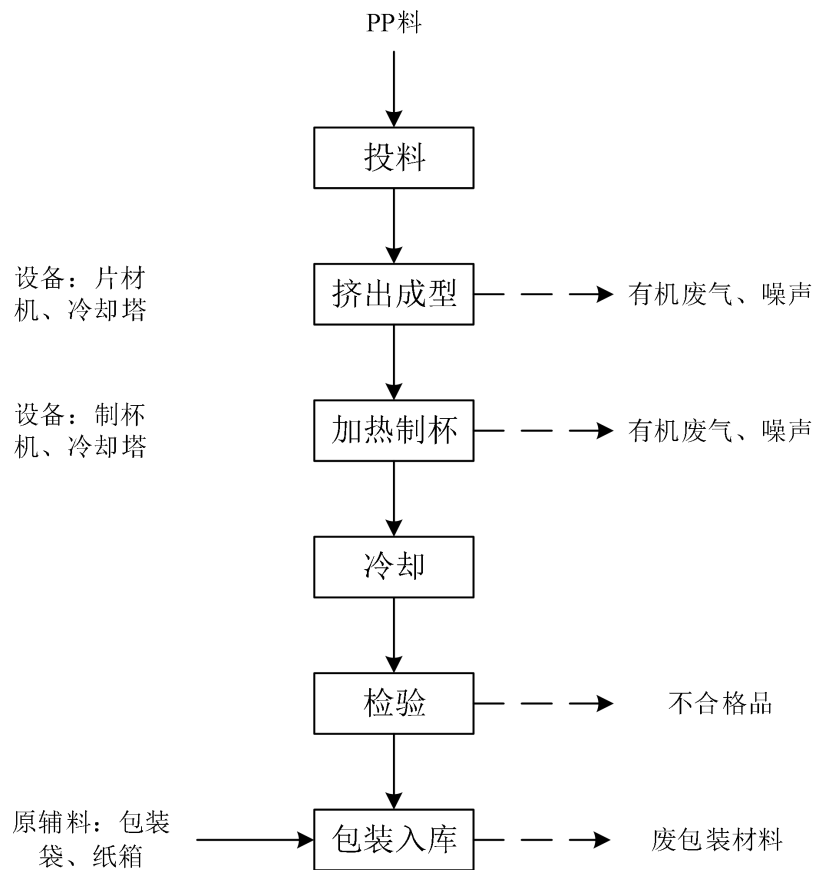 PP料
投料
设备：片材
机、冷却塔
挤出成型
有机废气、噪声
设备：制杯
机、冷却塔
加热制杯
有机废气、噪声
冷却
检验
不合格品
原辅料：包装
袋、纸箱
包装入库
废包装材料